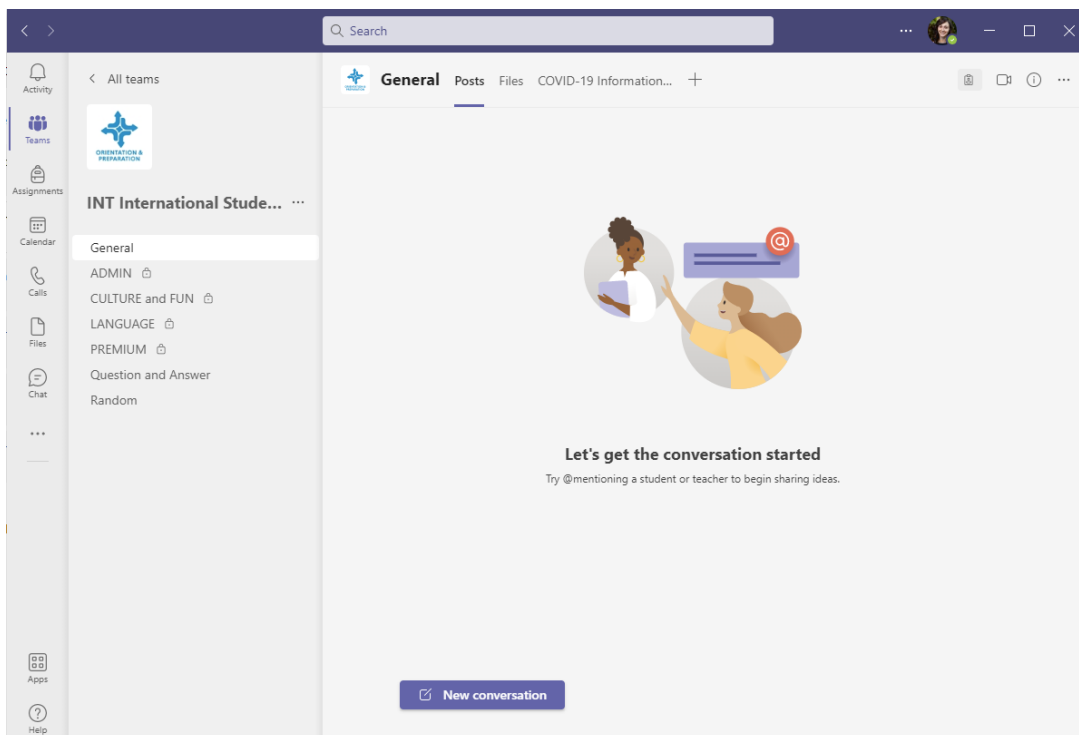 Search
Activity
Teams
Assignments
Calendar
Calls
Files
Chat
Apps
Help
All teams
ORIENTATION &
PREPARATION
INT International Stude...
General
ADMIN
CULTURE and FUN
LANGUAGE
PREMIUM
Question and Answer
Random
General Posts Files COVID-19 Information...
@
Let's get the conversation started
Try @mentioning a student or teacher to begin sharing ideas.
New conversation